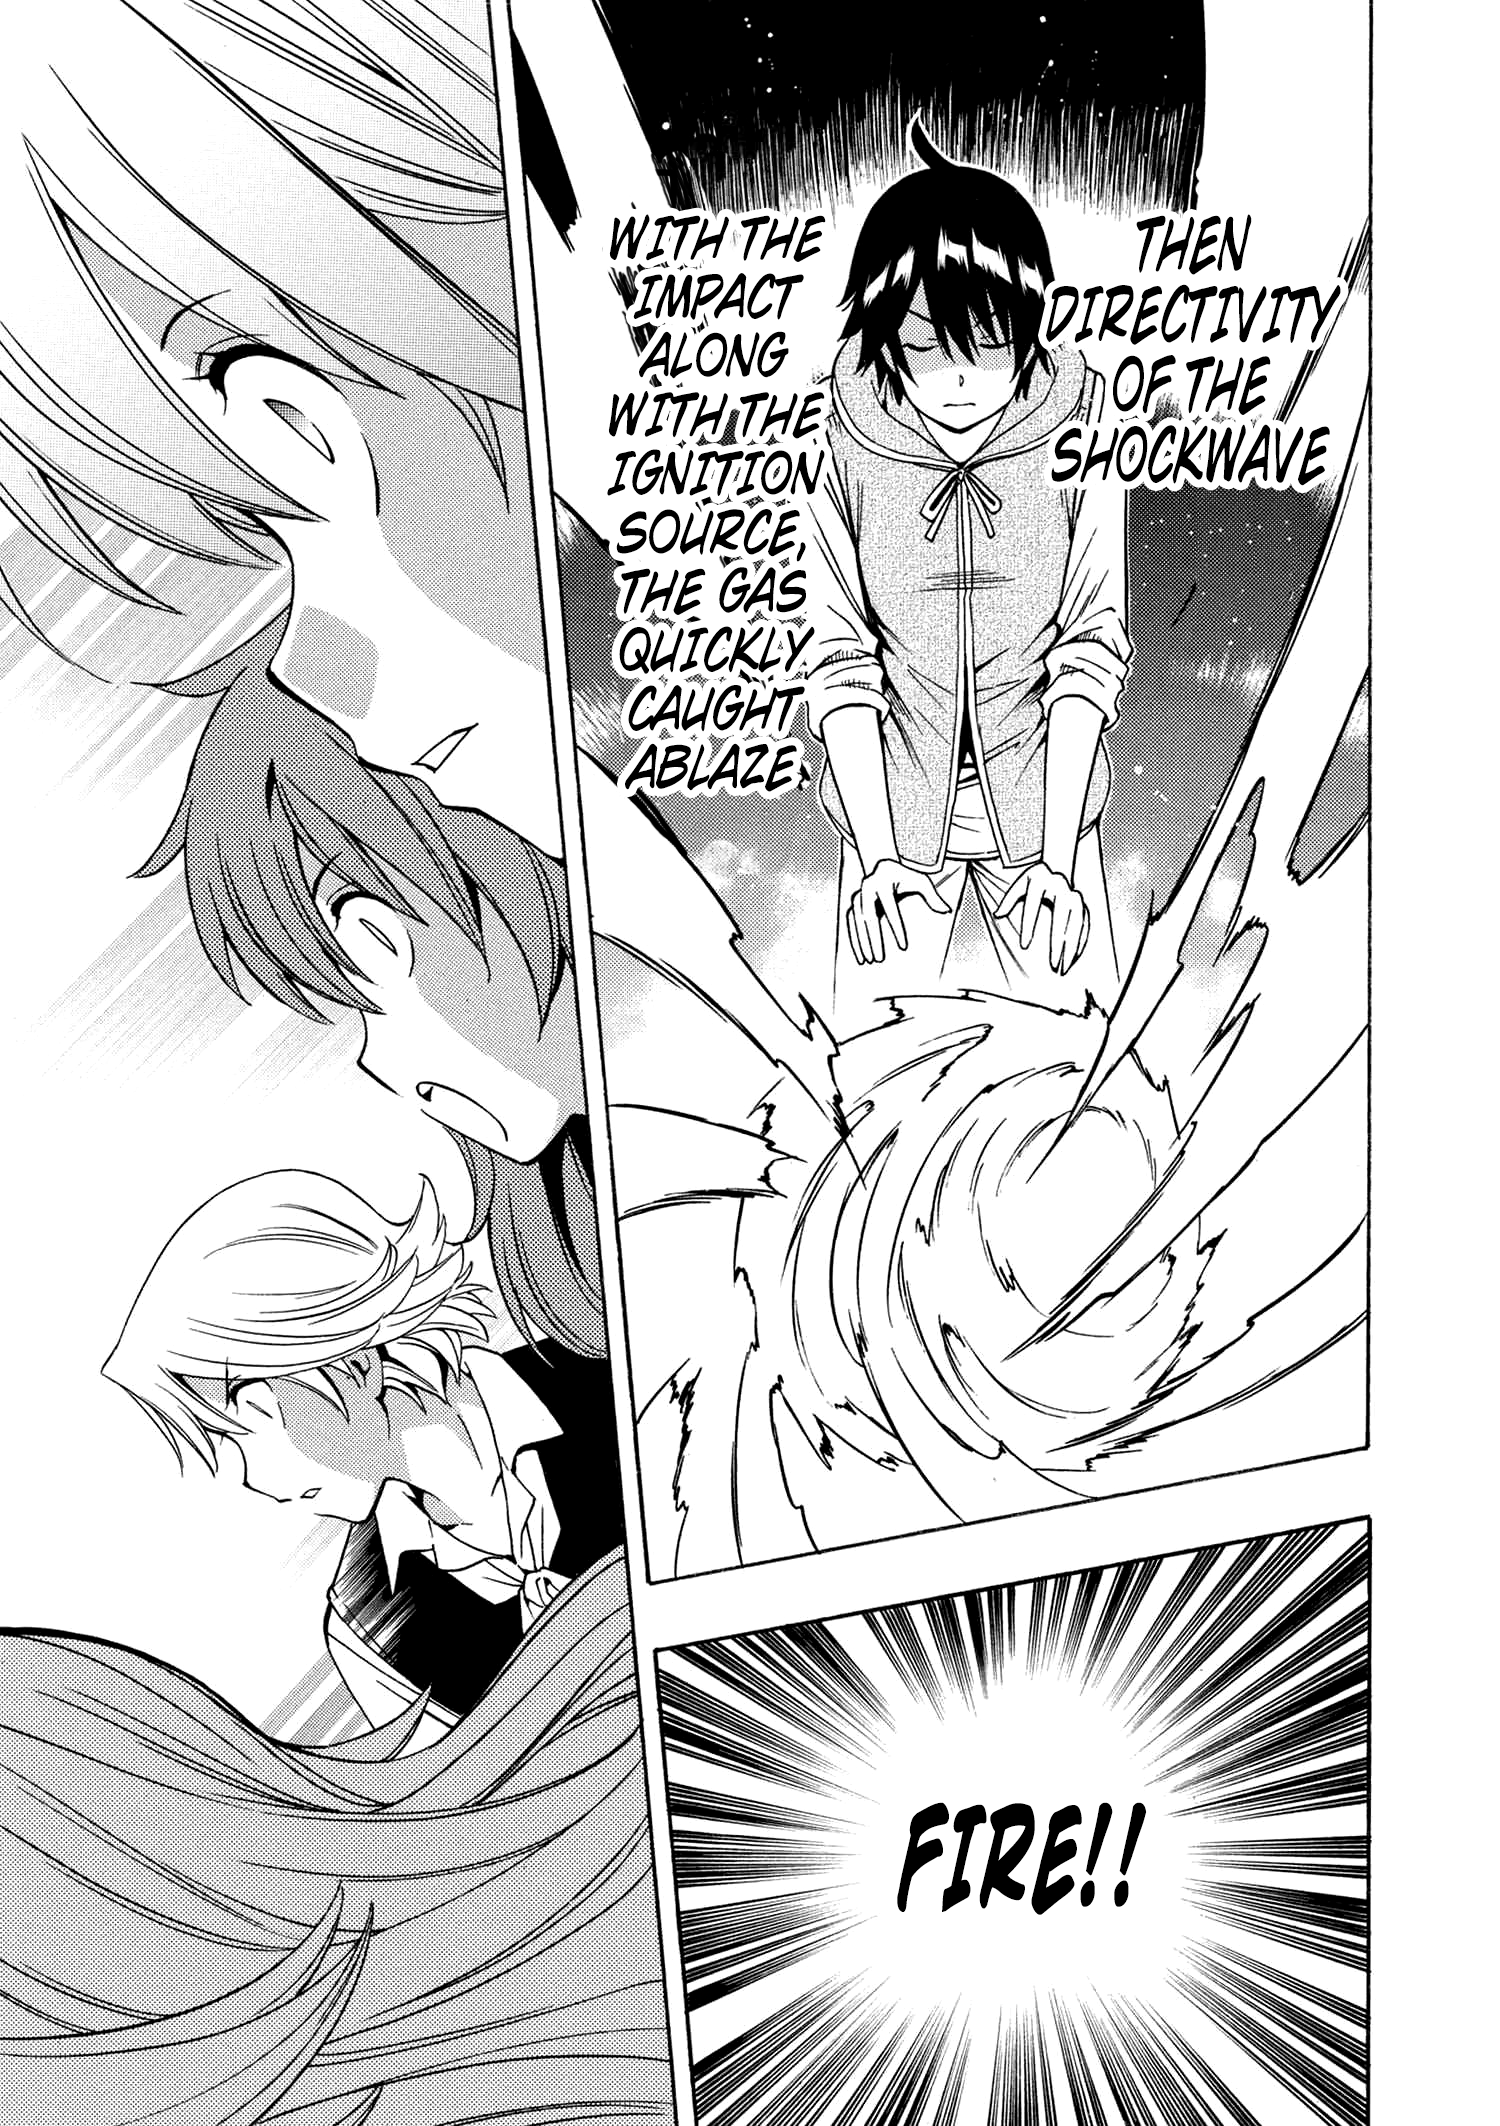 THEN
DIRECTIVITY
OF THE
SHOCKWAVE
WITH THE
IMPACT
ALONG
WITH THE
IGNITION
SOURCE,
THE GAS
QUICKLY
CAUGHT
ABLAZE
FIRE!!